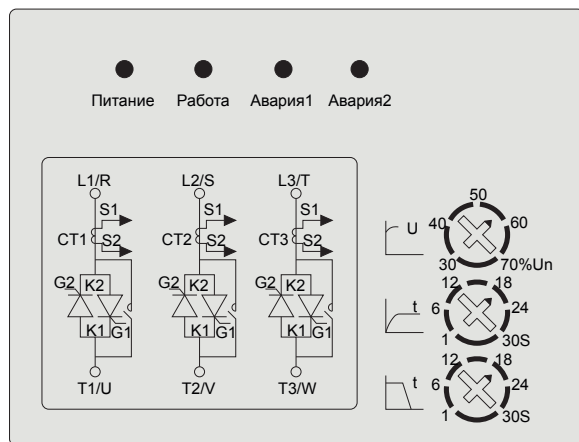 Питание Работа Авария1 Авария2
L1/R L2/S L3/T
S1 S1 S1
CT1 S2 CT2 S2 CT3 S2
G2 K2 G2 K2 G2 K2
K1 G1 K1 G1 K1 G1
T1/U T2/V T3/W
50
U 40 60
30 70%Un
12 18
t 6 24
1 30S
12 18
t 6 24
1 30S